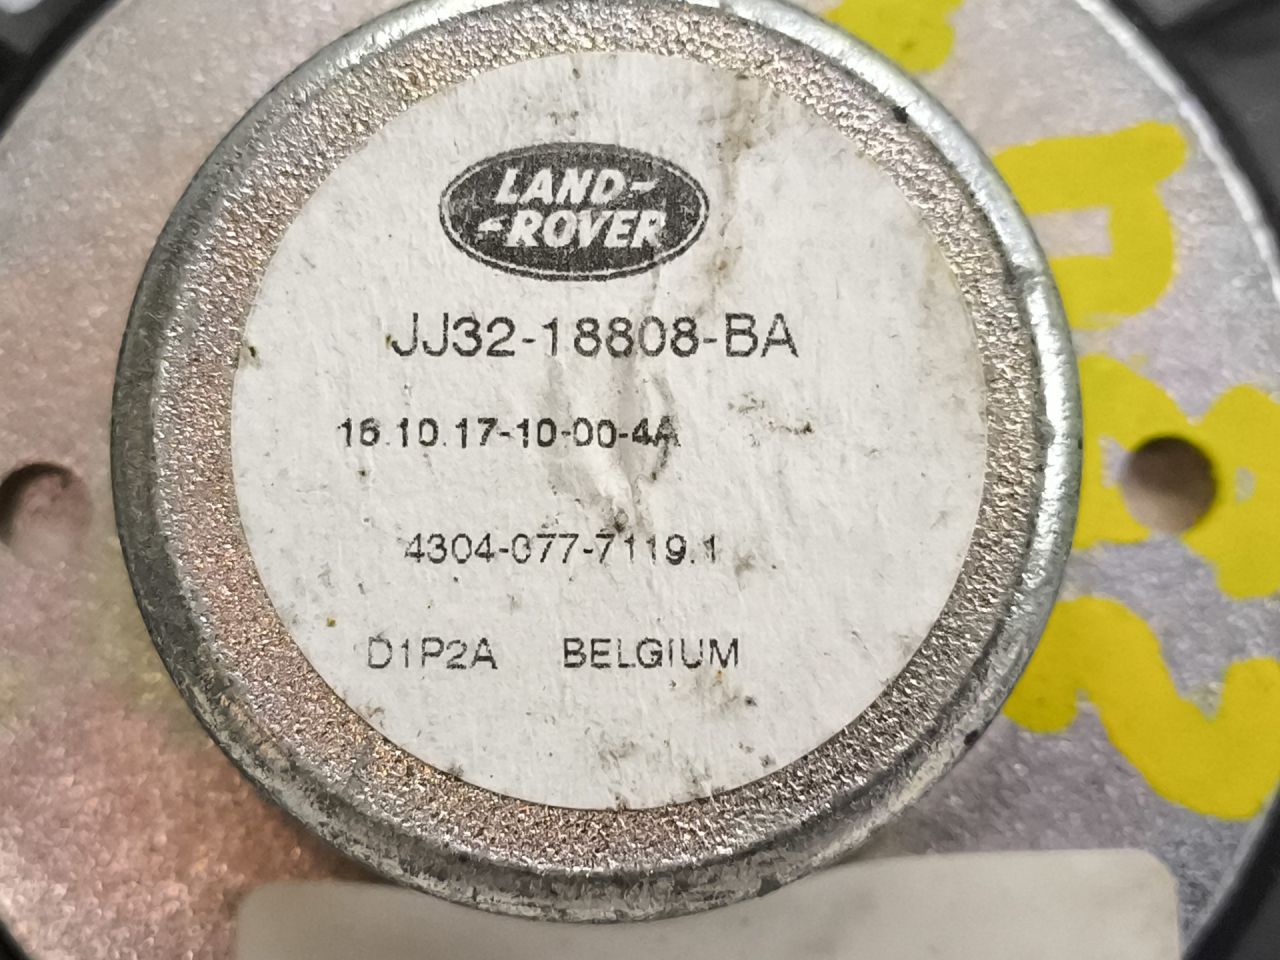 LAND-
-ROVER
JJ32-18808-BA
16.10.17-10-00-4A
4304-077-7119.1
D1P2A BELGIUM